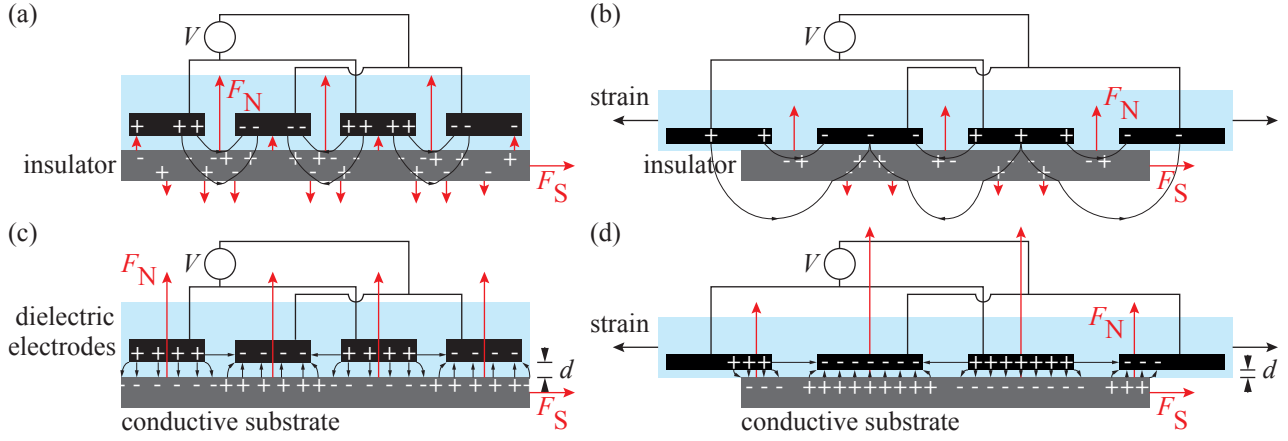 (a)
V
F_N
insulator
F_S
(b)
V
strain
F_N
insulator
F_S
(c)
V
F_N
dielectric
electrodes
d
F_S
conductive substrate
(d)
V
strain
F_N
d
F_S
conductive substrate